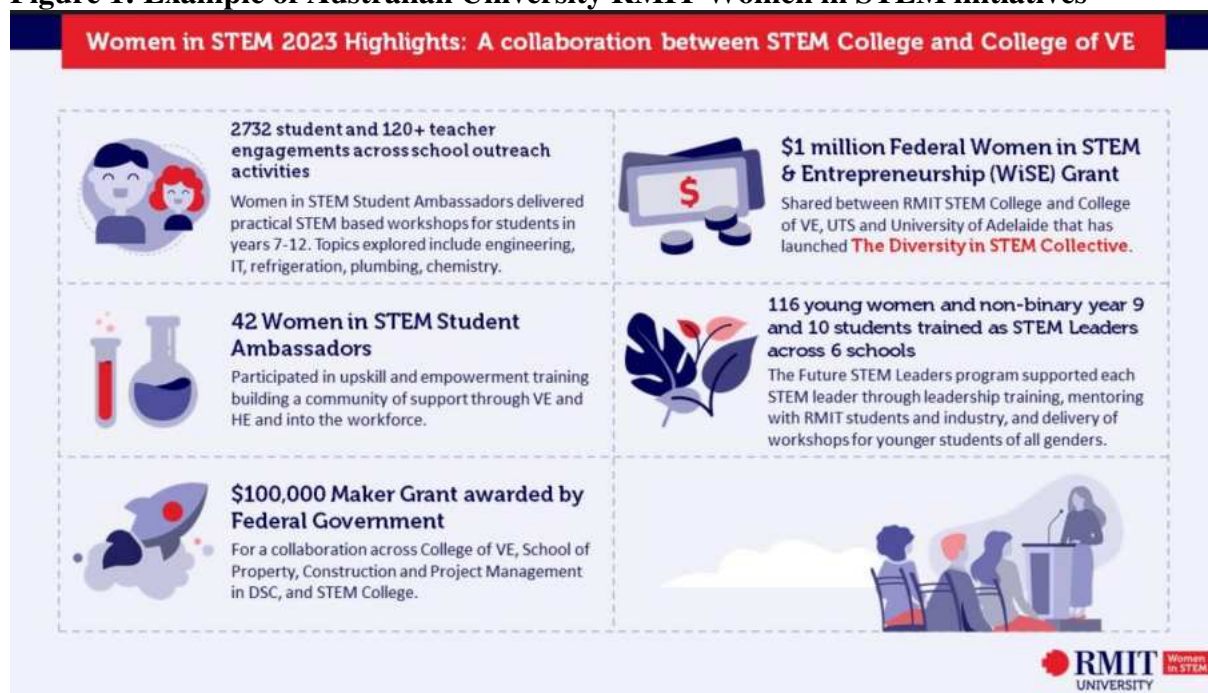 Figure 1: Example of Australian University RMIT Women in STEM initiatives
Women in STEM 2023 Highlights: A collaboration between STEM College and College of VE
2732 student and 120+ teacher
engagements across school outreach
activities
Women in STEM Student Ambassadors delivered
practical STEM based workshops for students in
years 7-12. Topics explored include engineering,
IT, refrigeration, plumbing, chemistry.
$
$1 million Federal Women in STEM
& Entrepreneurship (WiSE) Grant
Shared between RMIT STEM College and College
of VE, UTS and University of Adelaide that has
launched The Diversity in STEM Collective.
42 Women in STEM Student
Ambassadors
Participated in upskill and empowerment training
building a community of support through VE and
HE and into the workforce.
116 young women and non-binary year 9
and 10 students trained as STEM Leaders
across 6 schools
The Future STEM Leaders program supported each
STEM leader through leadership training, mentoring
with RMIT students and industry, and delivery of
workshops for younger students of all genders.
$100,000 Maker Grant awarded by
Federal Government
For a collaboration across College of VE, School of
Property, Construction and Project Management
in DSC, and STEM College.
RMIT
UNIVERSITY
Women
in STEM